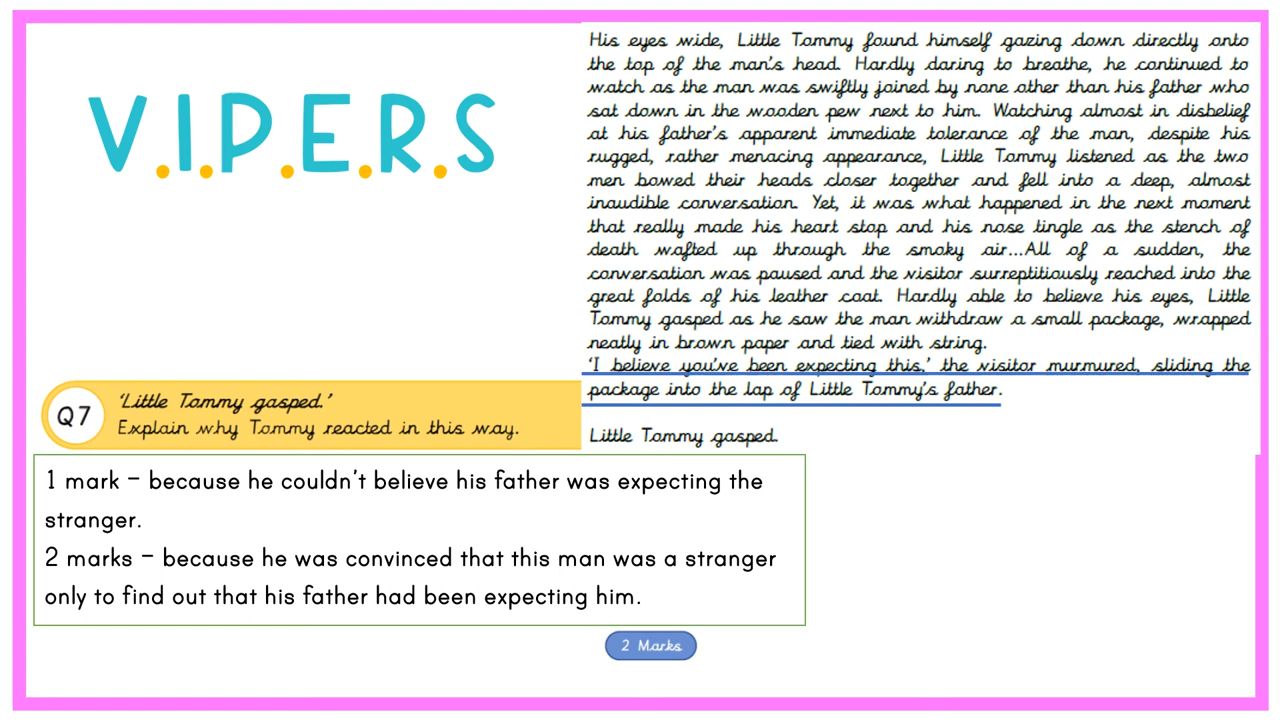 V.I.P.E.R.S
His eyes wide, Little Tommy found himself gazing down directly onto
the top of the man's head. Hardly daring to breathe, he continued to
watch as the man was swiftly joined by none other than his father who
sat down in the wooden pew next to him. Watching almost in disbelief
at his father's apparent immediate tolerance of the man, despite his
rugged, rather menacing appearance, Little Tommy listened as the two
men bowed their heads closer together and fell into a deep, almost
inaudible conversation. Yet, it was what happened in the next moment
that really made his heart stop and his nose tingle as the stench of
death wafted up through the smoky air...All of a sudden, the
conversation was paused and the visitor surreptitiously reached into the
great folds of his leather coat. Hardly able to believe his eyes, Little
Tommy gasped as he saw the man withdraw a small package, wrapped
neatly in brown paper and tied with string.
'I believe you've been expecting this,' the visitor murmured, sliding the
package into the lap of Little Tommy's father.
Little Tommy gasped.
Q7
'Little Tommy gasped.'
Explain why Tommy reacted in this way.
1 mark – because he couldn't believe his father was expecting the
stranger.
2 marks – because he was convinced that this man was a stranger
only to find out that his father had been expecting him.
2 Marks